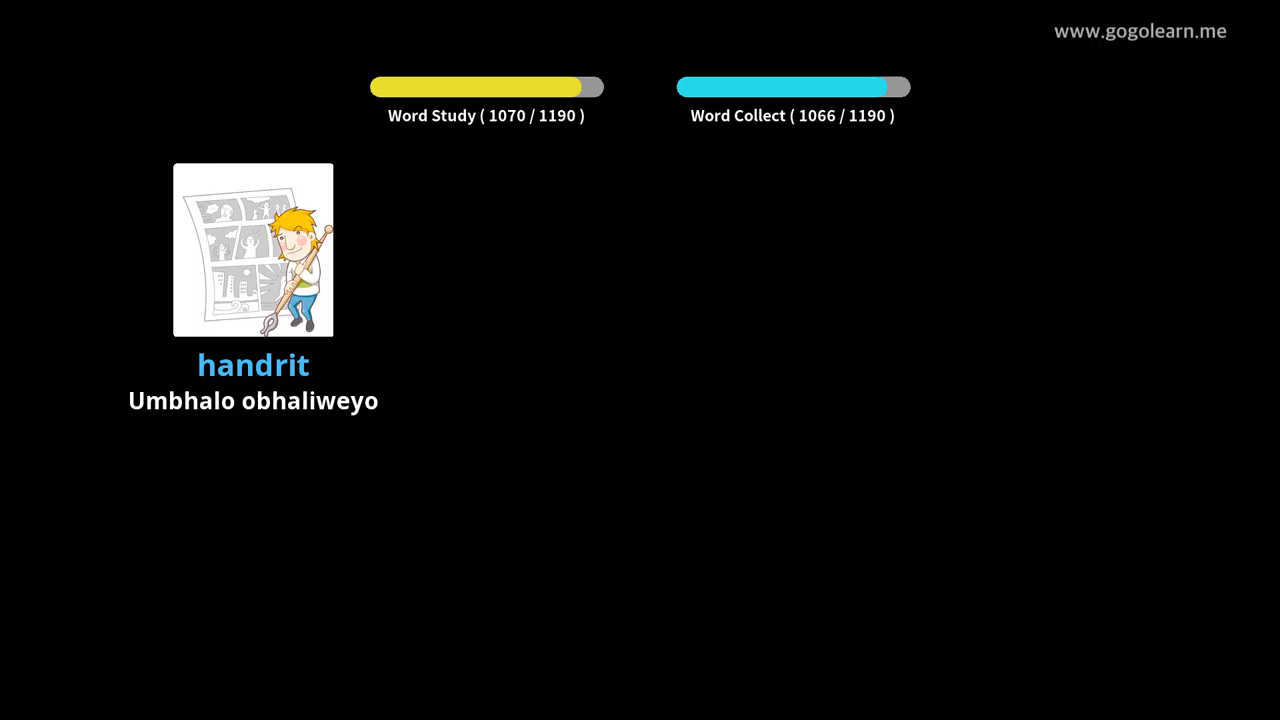 www.gogolearn.me
Word Study ( 1070 / 1190 )
Word Collect ( 1066 / 1190 )
handrit
Umbhalo obhaliweyo